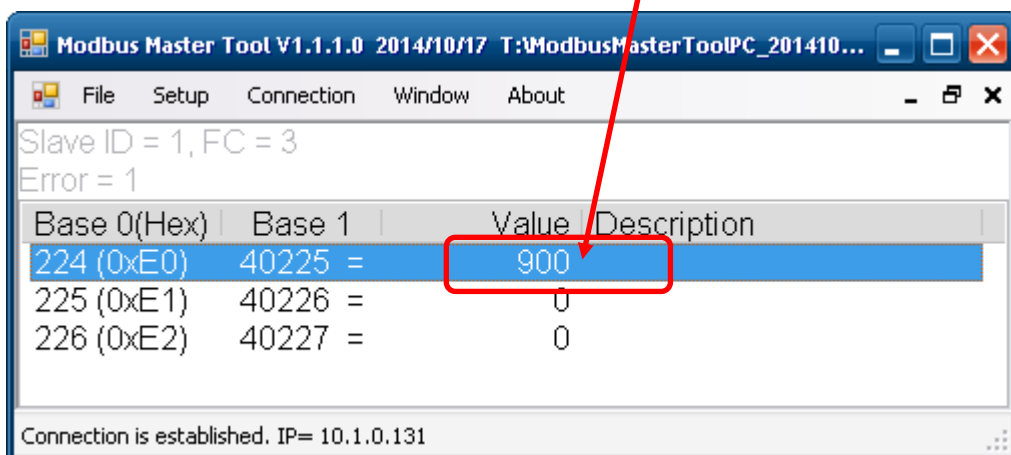 Modbus Master Tool V1.1.1.0 2014/10/17 T:\ModbusMasterToolPC_201410...
File Setup Connection Window About
Slave ID = 1, FC = 3
Error = 1
Base 0(Hex) Base 1 Value Description
224 (0xE0) 40225 = 900
225 (0xE1) 40226 = 0
226 (0xE2) 40227 = 0
Connection is established. IP= 10.1.0.131